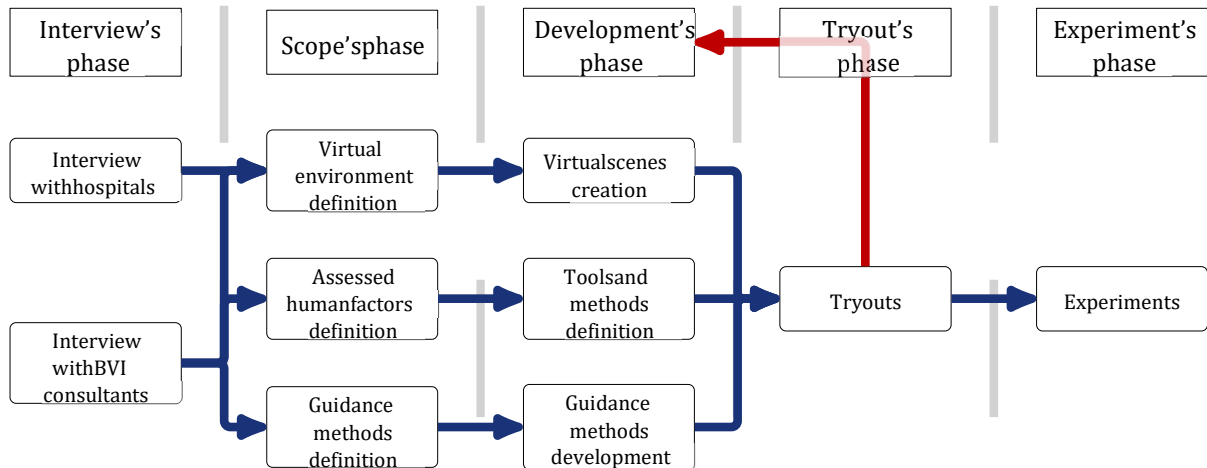 Interview’s
phase
Scope’sphase
Development’s
phase
Tryout’s
phase
Experiment’s
phase
Interview
withhospitals
Virtual
environment
definition
Virtualscenes
creation
Assessed
humanfactors
definition
Toolsand
methods
definition
Tryouts
Experiments
Interview
withBVI
consultants
Guidance
methods
definition
Guidance
methods
development